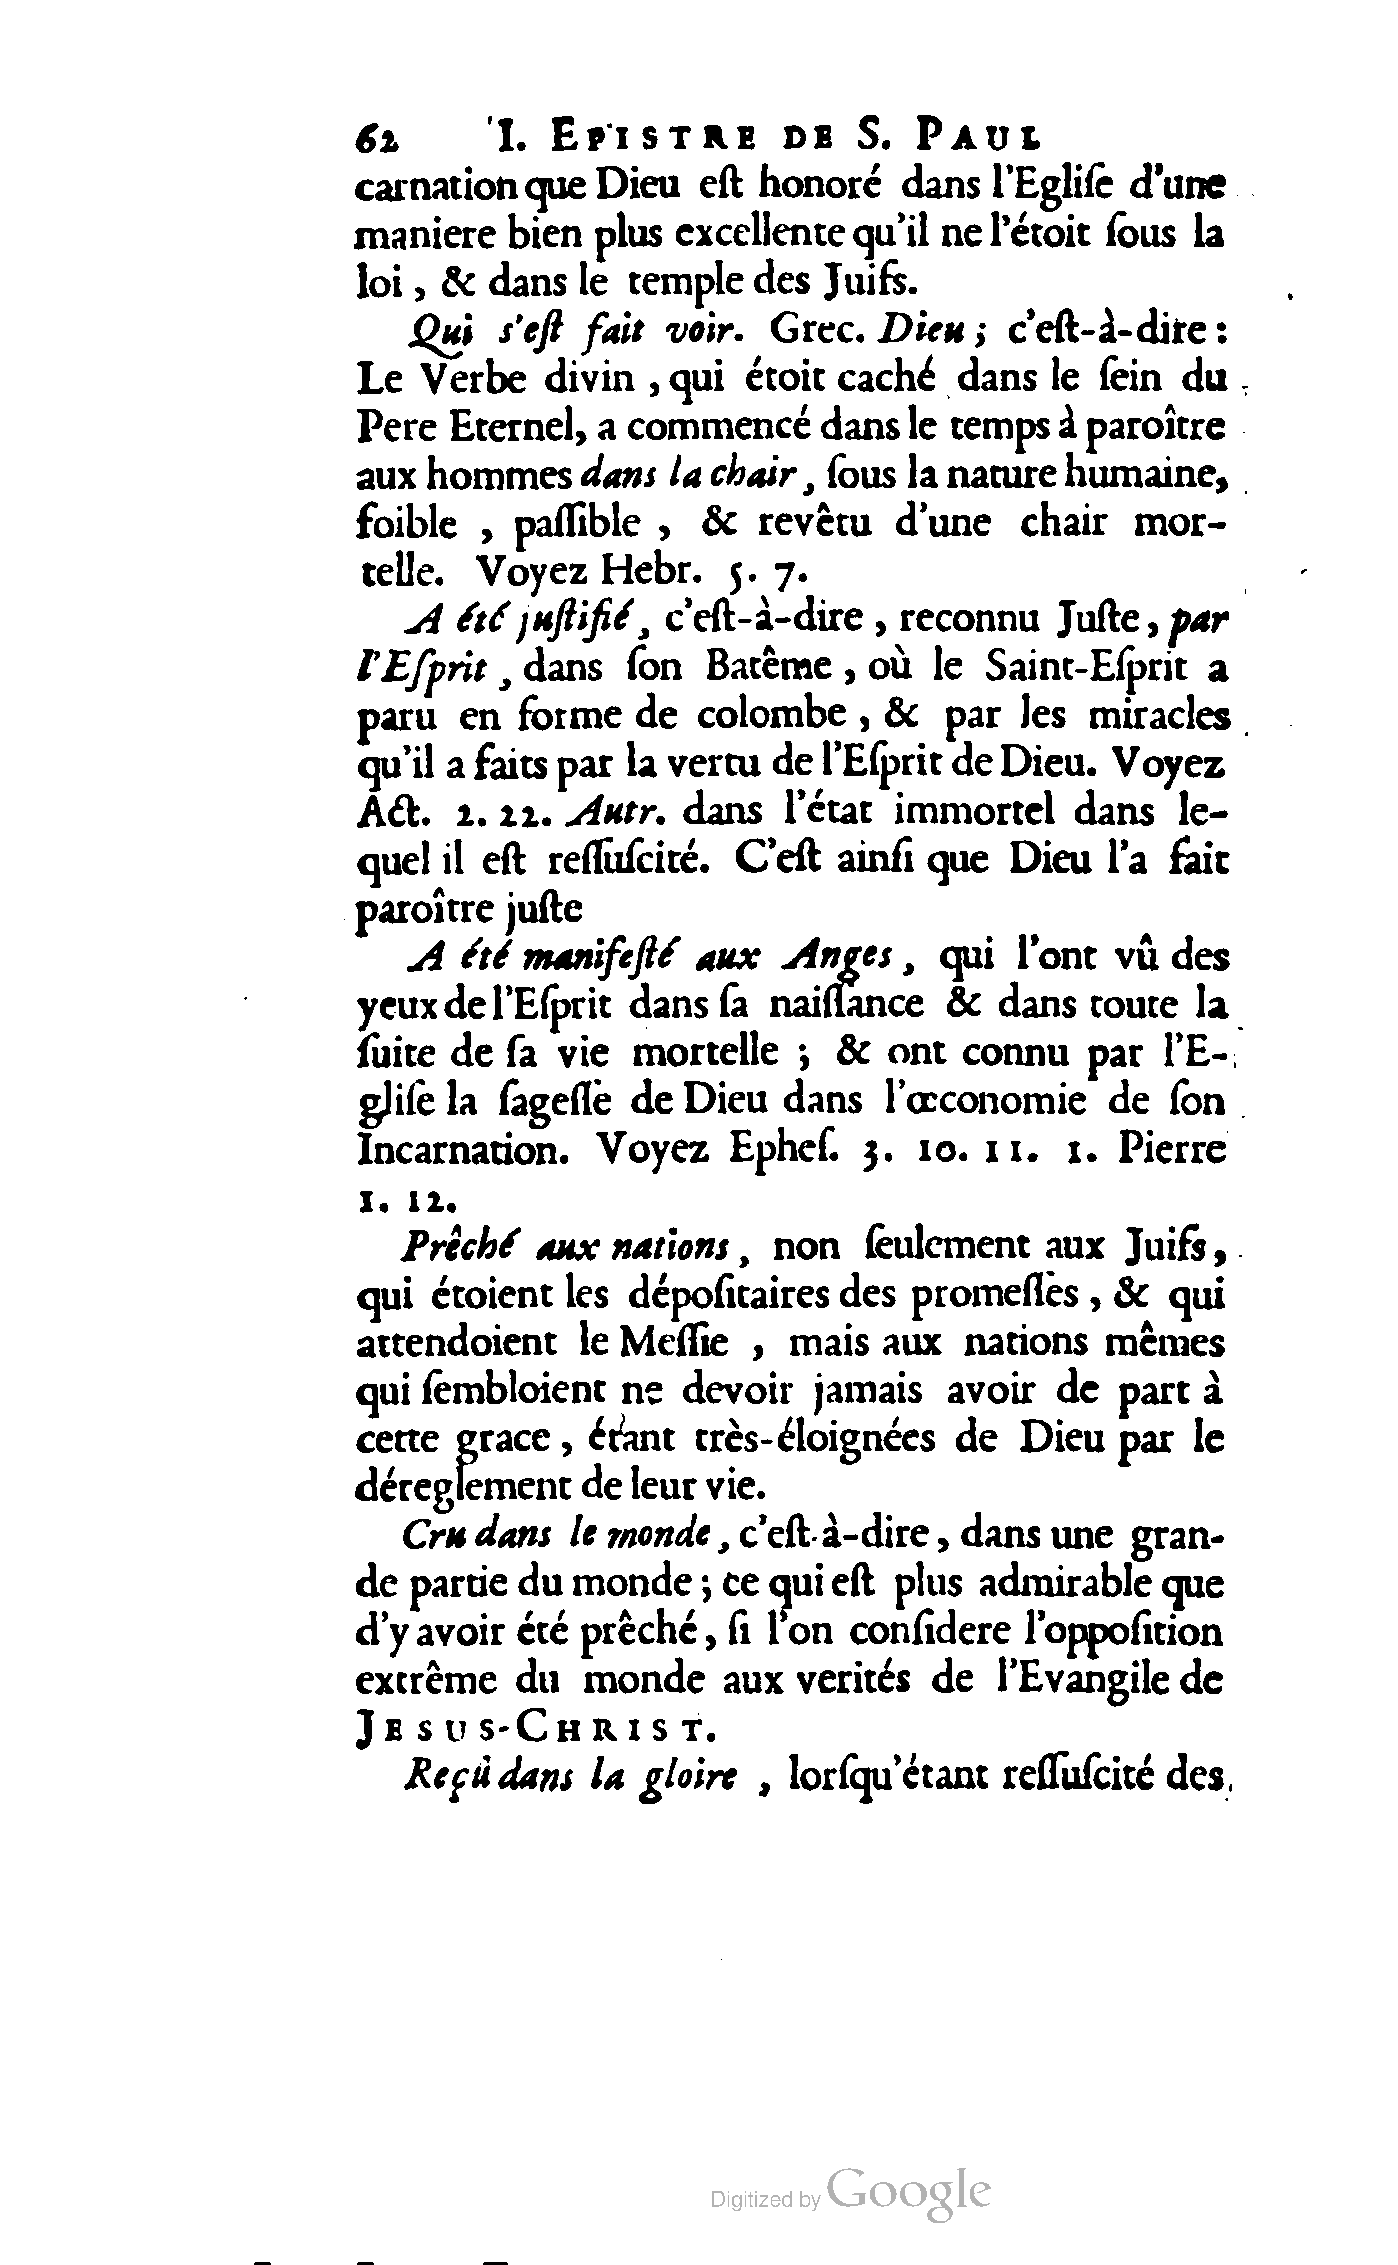 62 I. EPISTRE DE S. PAUL
carnation que Dieu eſt honoré dans l'Egliſe d'une
maniere bien plus excellente qu'il ne l'étoit ſous la
loi, & dans le temple des Juifs.
Qui s'eſt fait voir. Grec. Dieu; c'eſt-à-dire:
Le Verbe divin, qui étoit caché dans le ſein du
Pere Eternel, a commencé dans le temps à paroître
aux hommes dans la chair, ſous la nature humaine,
foible, paſſible, & revêtu d'une chair mor-
telle. Voyez Hebr. 5. 7.
A été juſtifié, c'eſt-à-dire, reconnu Juſte, par
l'Eſprit, dans ſon Batême, où le Saint-Eſprit a
paru en forme de colombe, & par les miracles
qu'il a faits par la vertu de l'Eſprit de Dieu. Voyez
Act. 2. 22. Autr. dans l'état immortel dans le-
quel il eſt reſſuſcité. C'eſt ainſi que Dieu l'a fait
paroître juſte
A été manifeſté aux Anges, qui l'ont vû des
yeux de l'Eſprit dans ſa naiſſance & dans toute la
ſuite de ſa vie mortelle; & ont connu par l'E-
gliſe la ſageſſe de Dieu dans l'œconomie de ſon
Incarnation. Voyez Epheſ. 3. 10. 11. 1. Pierre
1. 12.
Prêché aux nations, non ſeulement aux Juifs,
qui étoient les dépoſitaires des promeſſes, & qui
attendoient le Meſſie, mais aux nations mêmes
qui ſembloient ne devoir jamais avoir de part à
cette grace, étant très-éloignées de Dieu par le
déreglement de leur vie.
Cru dans le monde, c'eſt-à-dire, dans une gran-
de partie du monde; ce qui eſt plus admirable que
d'y avoir été prêché, ſi l'on conſidere l'oppoſition
extrême du monde aux verités de l'Evangile de
JESUS-CHRIST.
Reçû dans la gloire, lorſqu'étant reſſuſcité des
Digitized by Google